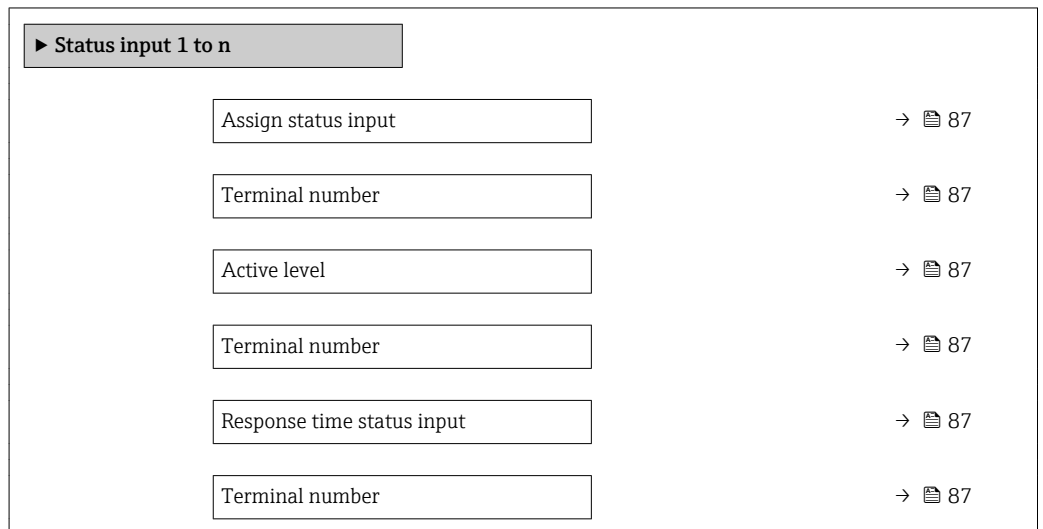 ▶ Status input 1 to n
Assign status input → 87
Terminal number → 87
Active level → 87
Terminal number → 87
Response time status input → 87
Terminal number → 87